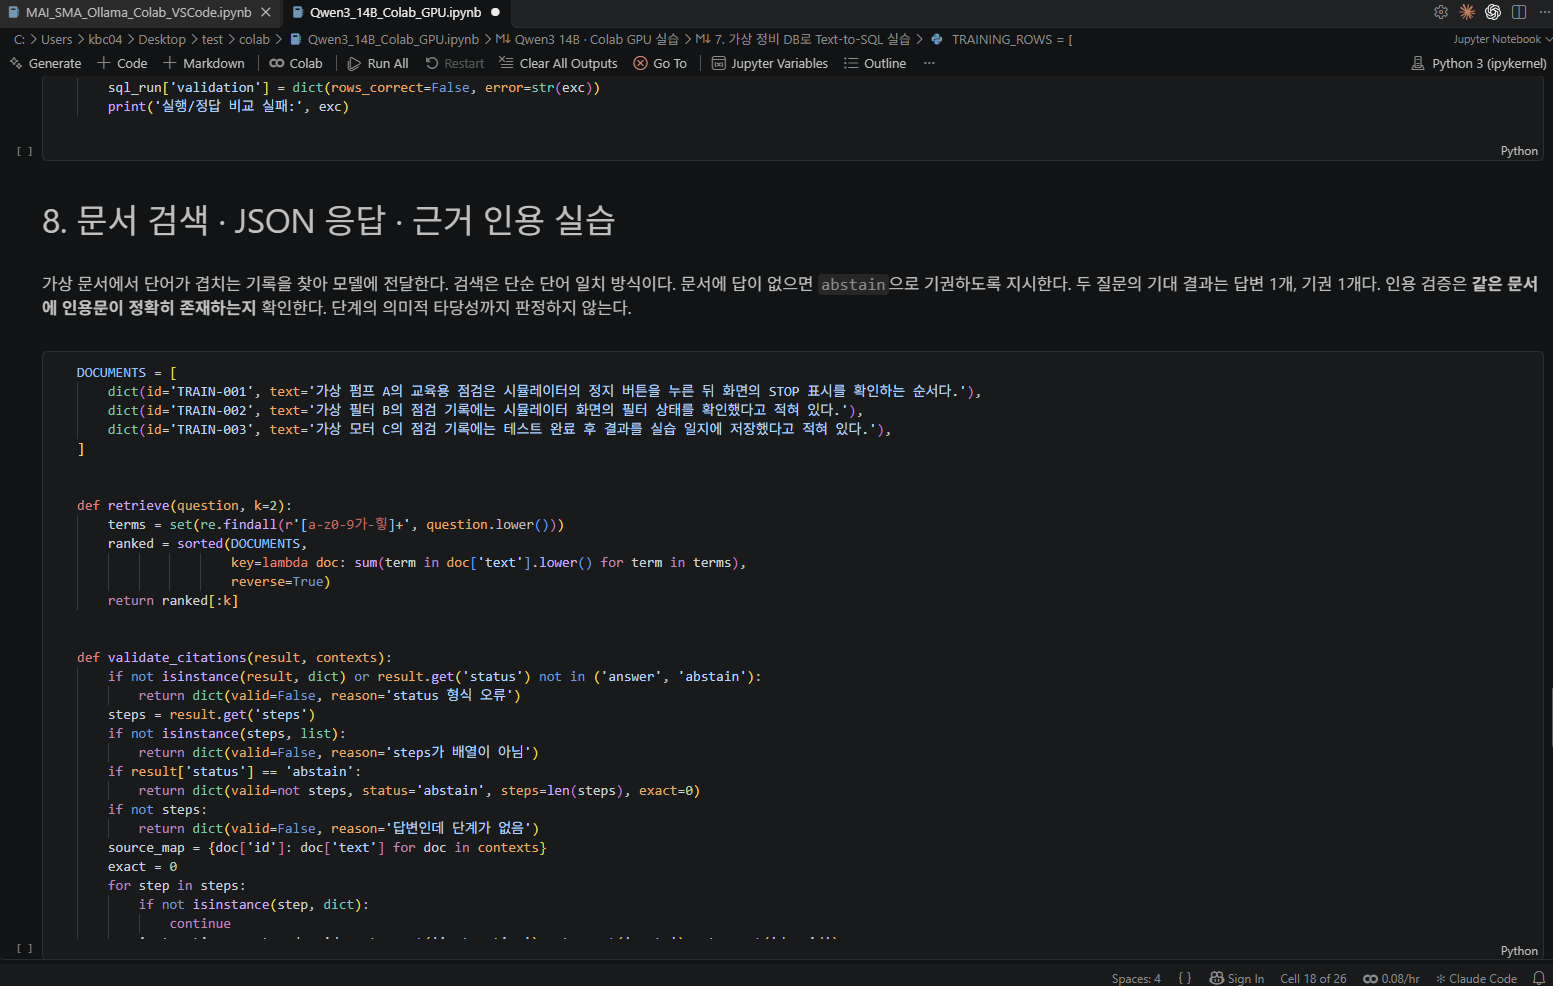 MAI_SMA_Ollama_Colab_VSCode.ipynb
Qwen3_14B_Colab_GPU.ipynb
C: > Users > kbc04 > Desktop > test > colab > Qwen3_14B_Colab_GPU.ipynb > M↓ Qwen3 14B · Colab GPU 실습 > M↓ 7. 가상 정비 DB로 Text-to-SQL 실습 > TRAINING_ROWS = [
Jupyter Notebook
Generate + Code + Markdown Colab Run All Restart Clear All Outputs Go To Jupyter Variables Outline ···
Python 3 (ipykernel)
sql_run['validation'] = dict(rows_correct=False, error=str(exc))
print('실행/정답 비교 실패:', exc)
[ ]
Python
8. 문서 검색 · JSON 응답 · 근거 인용 실습
가상 문서에서 단어가 겹치는 기록을 찾아 모델에 전달한다. 검색은 단순 단어 일치 방식이다. 문서에 답이 없으면 abstain으로 기권하도록 지시한다. 두 질문의 기대 결과는 답변 1개, 기권 1개다. 인용 검증은 같은 문서
에 인용문이 정확히 존재하는지 확인한다. 단계의 의미적 타당성까지 판정하지 않는다.
DOCUMENTS = [
dict(id='TRAIN-001', text='가상 펌프 A의 교육용 점검은 시뮬레이터의 정지 버튼을 누른 뒤 화면의 STOP 표시를 확인하는 순서다.'),
dict(id='TRAIN-002', text='가상 필터 B의 점검 기록에는 시뮬레이터 화면의 필터 상태를 확인했다고 적혀 있다.'),
dict(id='TRAIN-003', text='가상 모터 C의 점검 기록에는 테스트 완료 후 결과를 실습 일지에 저장했다고 적혀 있다.'),
]
def retrieve(question, k=2):
terms = set(re.findall(r'[a-z0-9가-힣]+', question.lower()))
ranked = sorted(DOCUMENTS,
key=lambda doc: sum(term in doc['text'].lower() for term in terms),
reverse=True)
return ranked[:k]
def validate_citations(result, contexts):
if not isinstance(result, dict) or result.get('status') not in ('answer', 'abstain'):
return dict(valid=False, reason='status 형식 오류')
steps = result.get('steps')
if not isinstance(steps, list):
return dict(valid=False, reason='steps가 배열이 아님')
if result['status'] == 'abstain':
return dict(valid=not steps, status='abstain', steps=len(steps), exact=0)
if not steps:
return dict(valid=False, reason='답변인데 단계가 없음')
source_map = {doc['id']: doc['text'] for doc in contexts}
exact = 0
for step in steps:
if not isinstance(step, dict):
continue
[ ]
Python
Spaces: 4 { } Sign In Cell 18 of 26 0.08/hr Claude Code